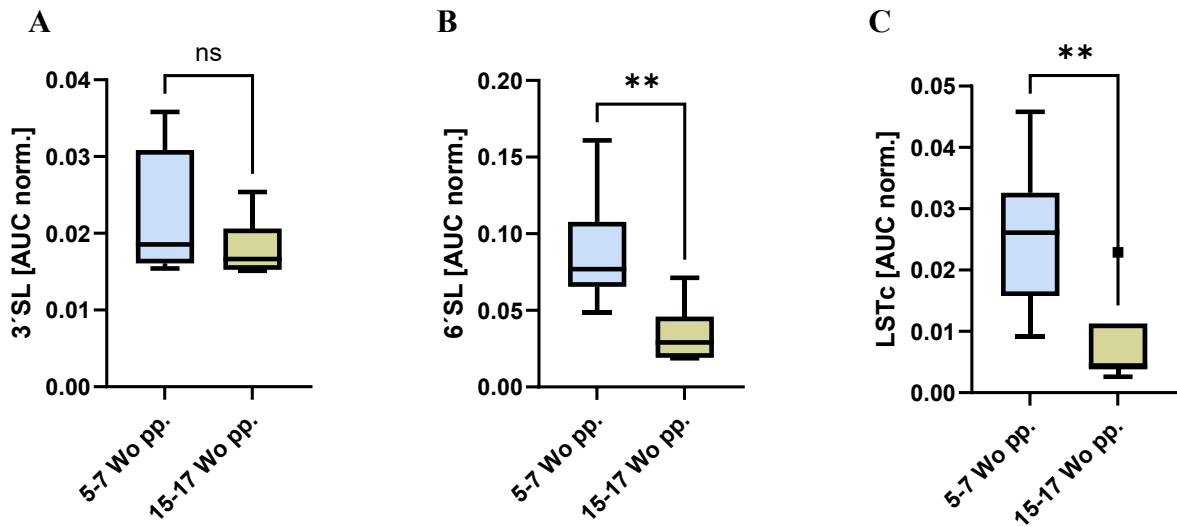 A
ns
3´SL [AUC norm.]
0.04
0.03
0.02
0.01
0.00
5-7 Wo pp.
15-17 Wo pp.
B
**
6´SL [AUC norm.]
0.20
0.15
0.10
0.05
0.00
5-7 Wo pp.
15-17 Wo pp.
C
**
LSTc [AUC norm.]
0.05
0.04
0.03
0.02
0.01
0.00
5-7 Wo pp.
15-17 Wo pp.